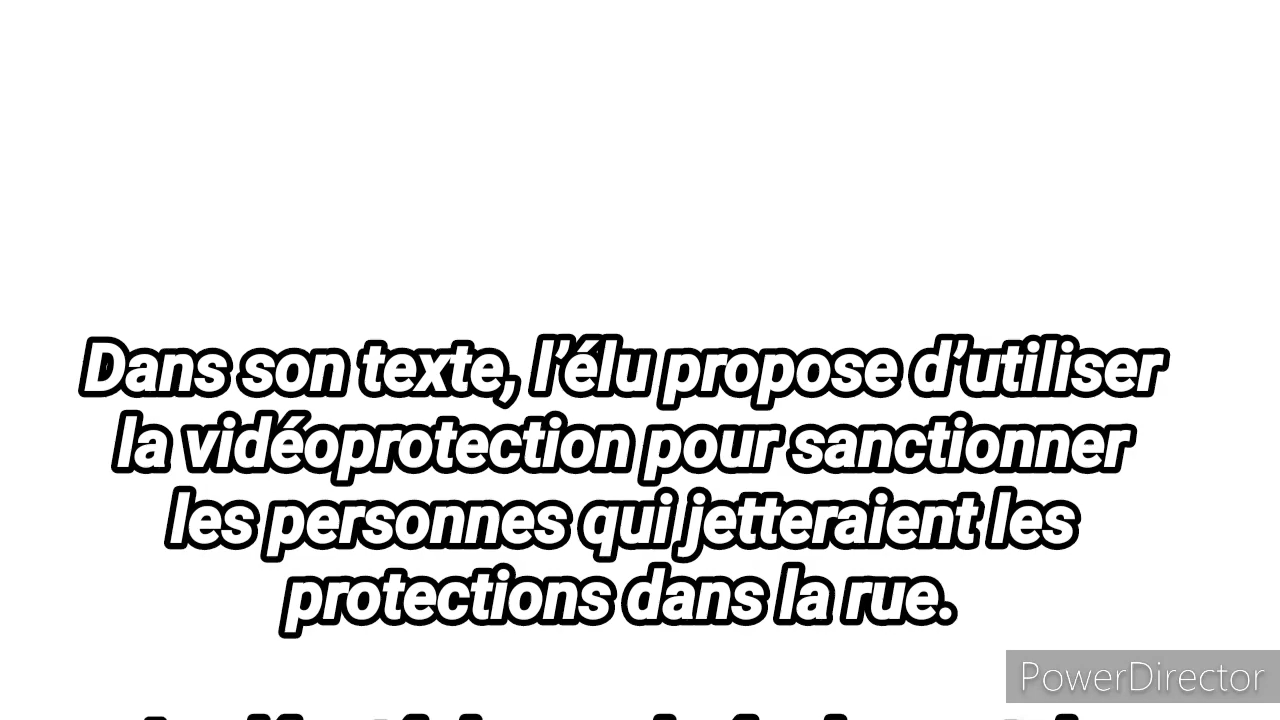 Dans son texte, l’élu propose d’utiliser
la vidéoprotection pour sanctionner
les personnes qui jetteraient les
protections dans la rue.
PowerDirector